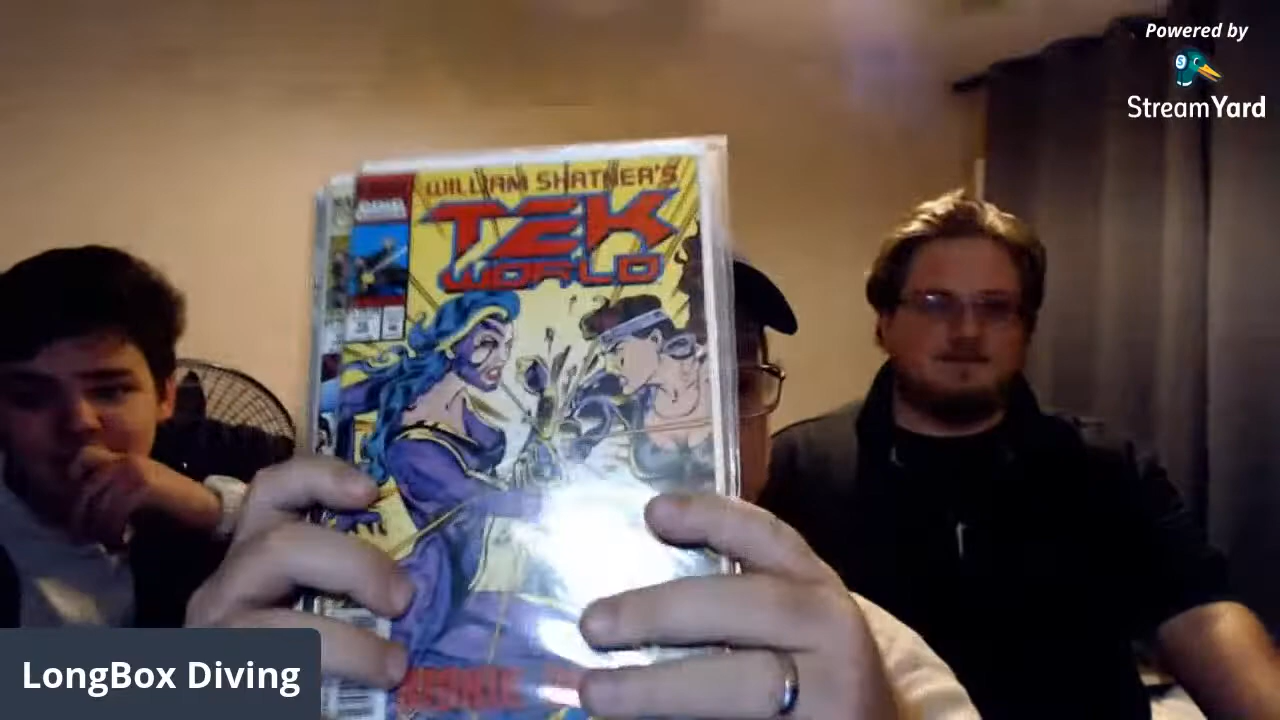 Powered by
StreamYard
WILLIAM SHATNER'S
TEK
WORLD
LongBox Diving